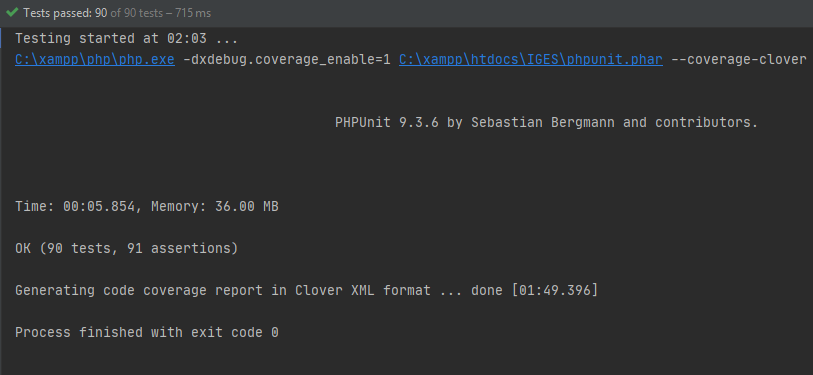 Tests passed: 90 of 90 tests – 715 ms
Testing started at 02:03 ...
C:\xampp\php\php.exe -dxdebug.coverage_enable=1 C:\xampp\htdocs\IGES\phpunit.phar --coverage-clover
PHPUnit 9.3.6 by Sebastian Bergmann and contributors.
Time: 00:05.854, Memory: 36.00 MB
OK (90 tests, 91 assertions)
Generating code coverage report in Clover XML format ... done [01:49.396]
Process finished with exit code 0